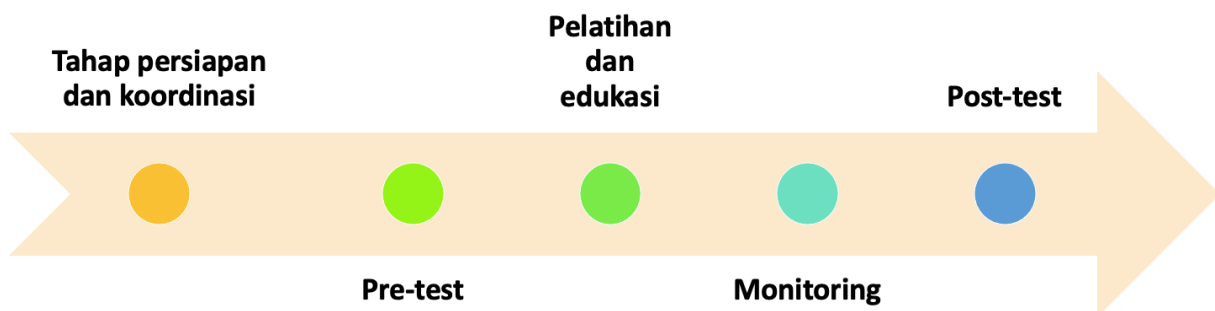 Tahap persiapan
dan koordinasi
Pre-test
Pelatihan
dan
edukasi
Monitoring
Post-test